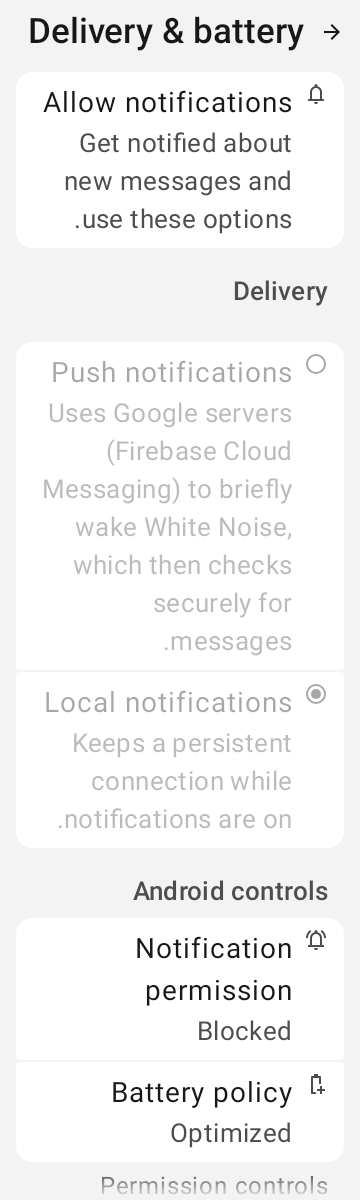 Delivery & battery
Allow notifications
Get notified about
new messages and
.use these options
Delivery
Push notifications
Uses Google servers
(Firebase Cloud
Messaging) to briefly
wake White Noise,
which then checks
securely for
.messages
Local notifications
Keeps a persistent
connection while
.notifications are on
Android controls
Notification
permission
Blocked
Battery policy
Optimized
Permission controls